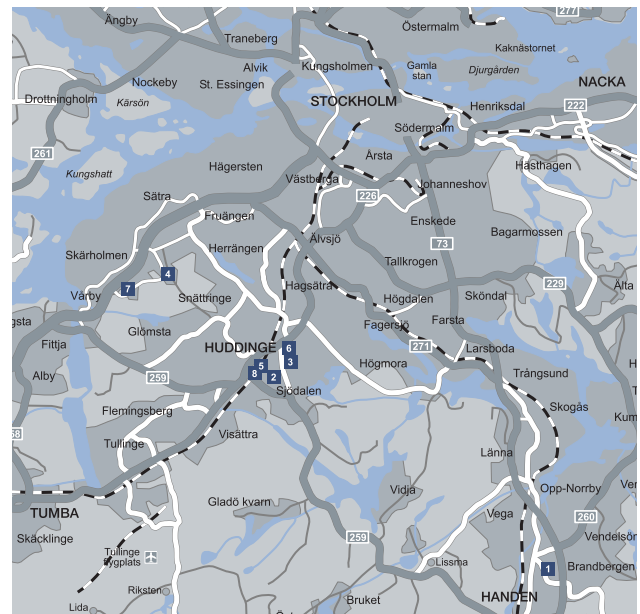 277
Ängby
Östermalm
Traneberg
Kaknästornet
Alvik
Kungsholmen
Gamla
stan
Djurgården
Nockeby
St. Essingen
NACKA
Drottningholm
Kärsön
STOCKHOLM
Henriksdal
222
Södermalm
261
Hägersten
Årsta
Hästhagen
Kungshatt
Västberga
Johanneshov
226
Sätra
Fruängen
Enskede
Bagarmossen
Herrängen
Älvsjö
73
Skärholmen
Tallkrogen
4
Hagsätra
229
Älta
7
Snättringe
Sköndal
Vårby
Högdalen
Glömsta
Fagersjö
Farsta
Fittja
HUDDINGE
6
271
Larsboda
3
Högmora
5
Trångsund
Alby
259
8
2
Sjödalen
Skogås
Flemingsberg
Visättra
Tullinge
Länna
Gladö kvarn
Vidja
Opp-Norrby
TUMBA
Vega
260
Skäcklinge
259
Vendelsön
Tullinge
flygplats
Lissma
1
Brandbergen
Riksten
HANDEN
Lida
Bruket